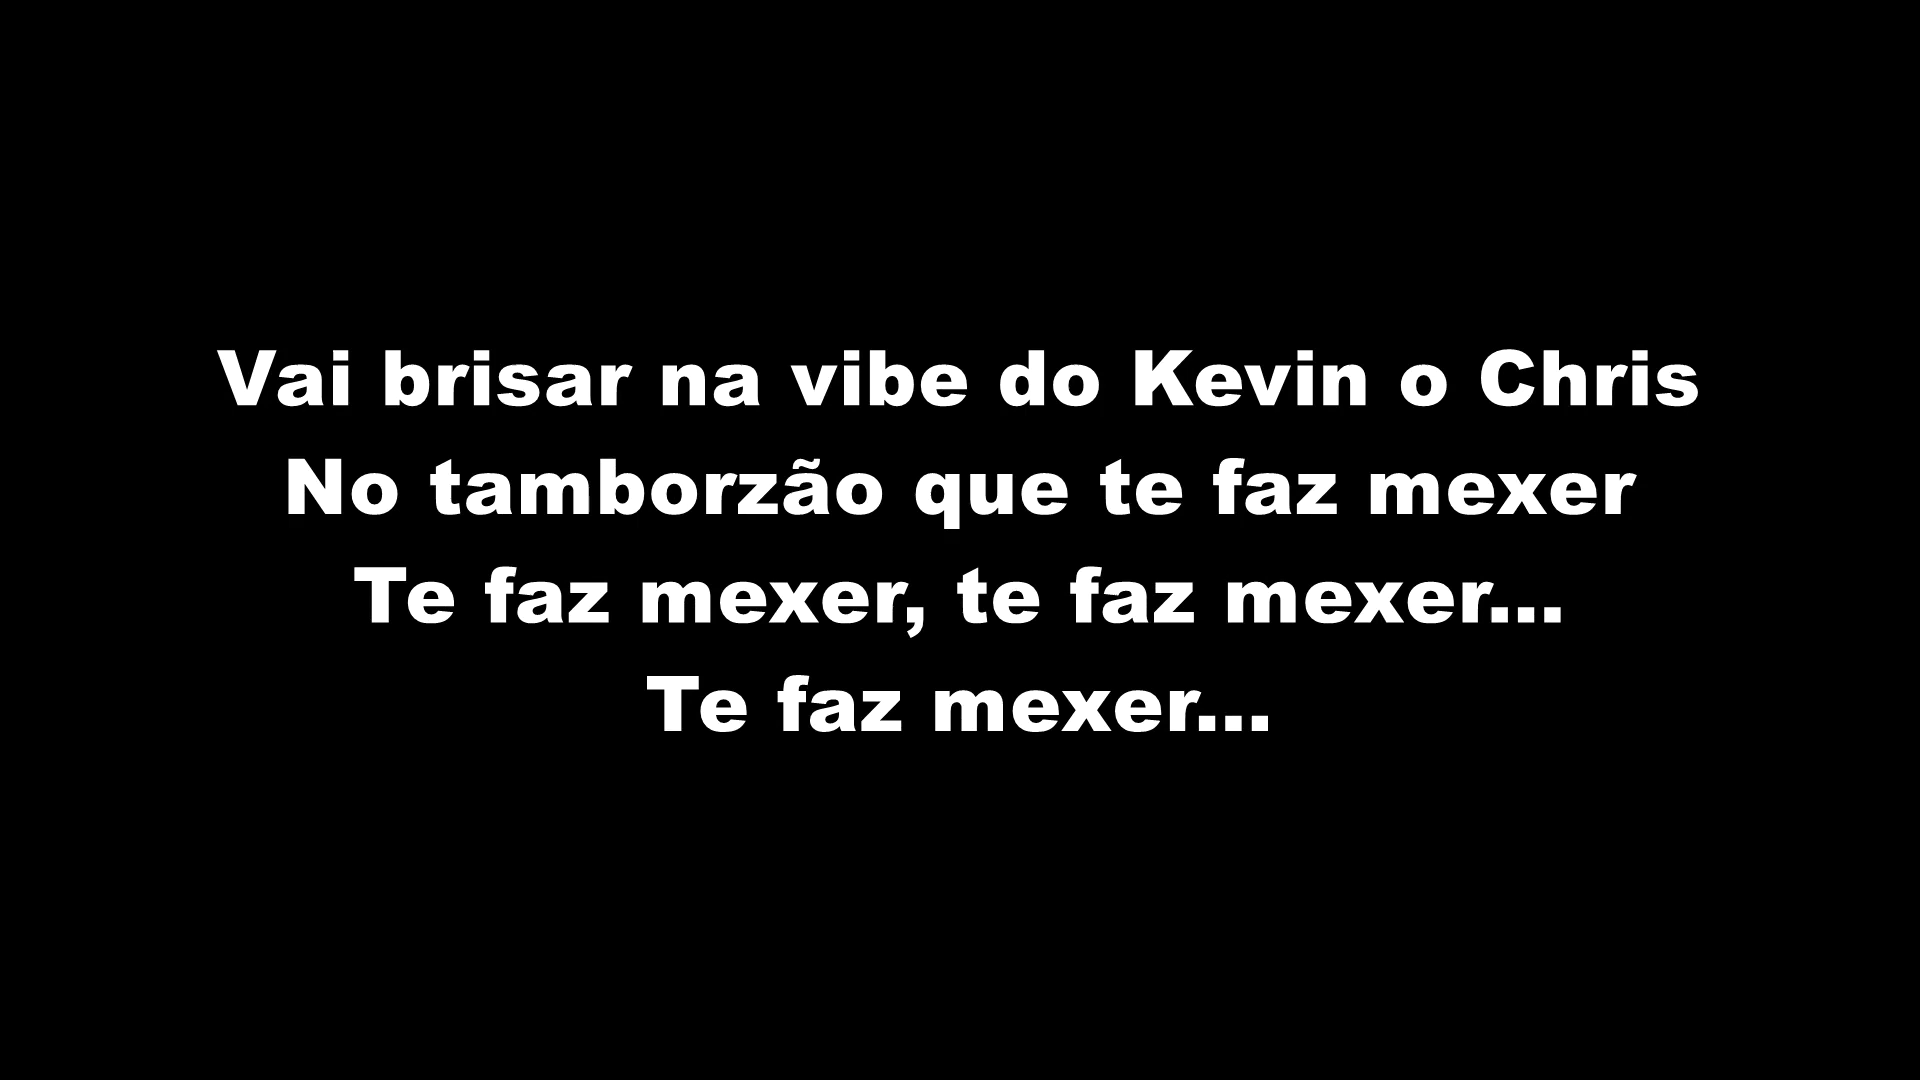 Vai brisar na vibe do Kevin o Chris
No tamborzão que te faz mexer
Te faz mexer, te faz mexer...
Te faz mexer...